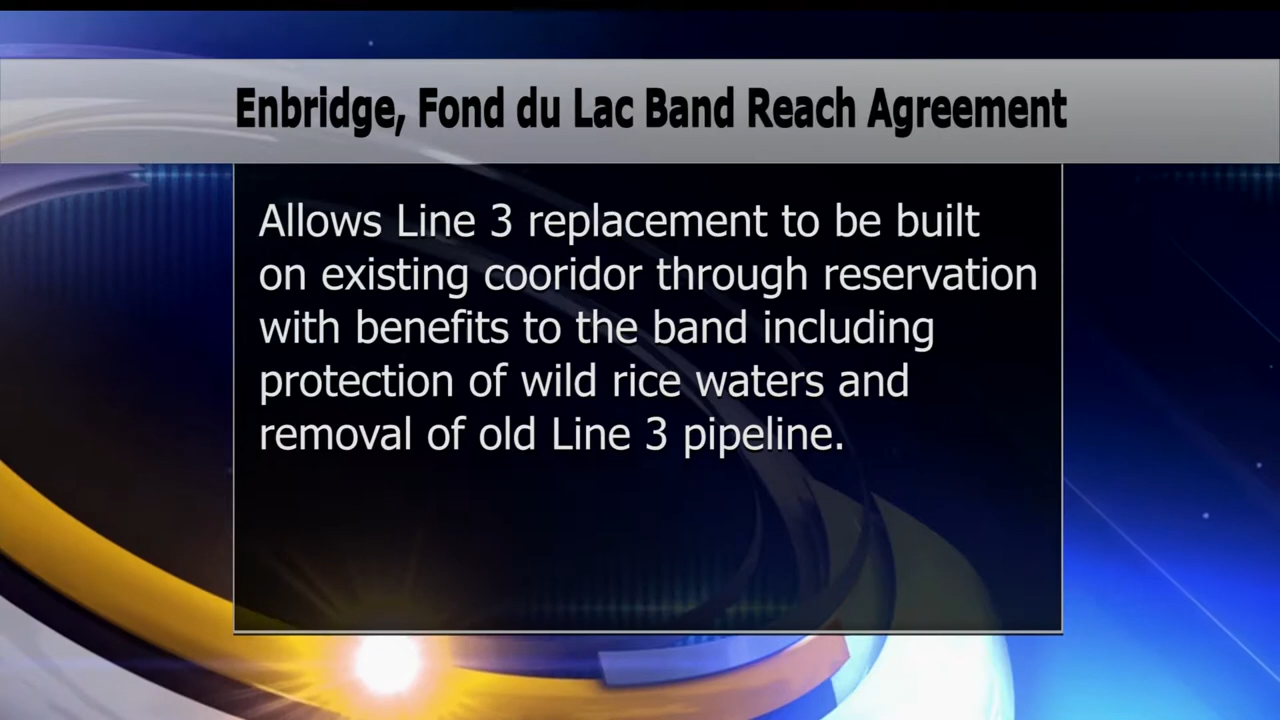 Enbridge, Fond du Lac Band Reach Agreement
Allows Line 3 replacement to be built
on existing cooridor through reservation
with benefits to the band including
protection of wild rice waters and
removal of old Line 3 pipeline.